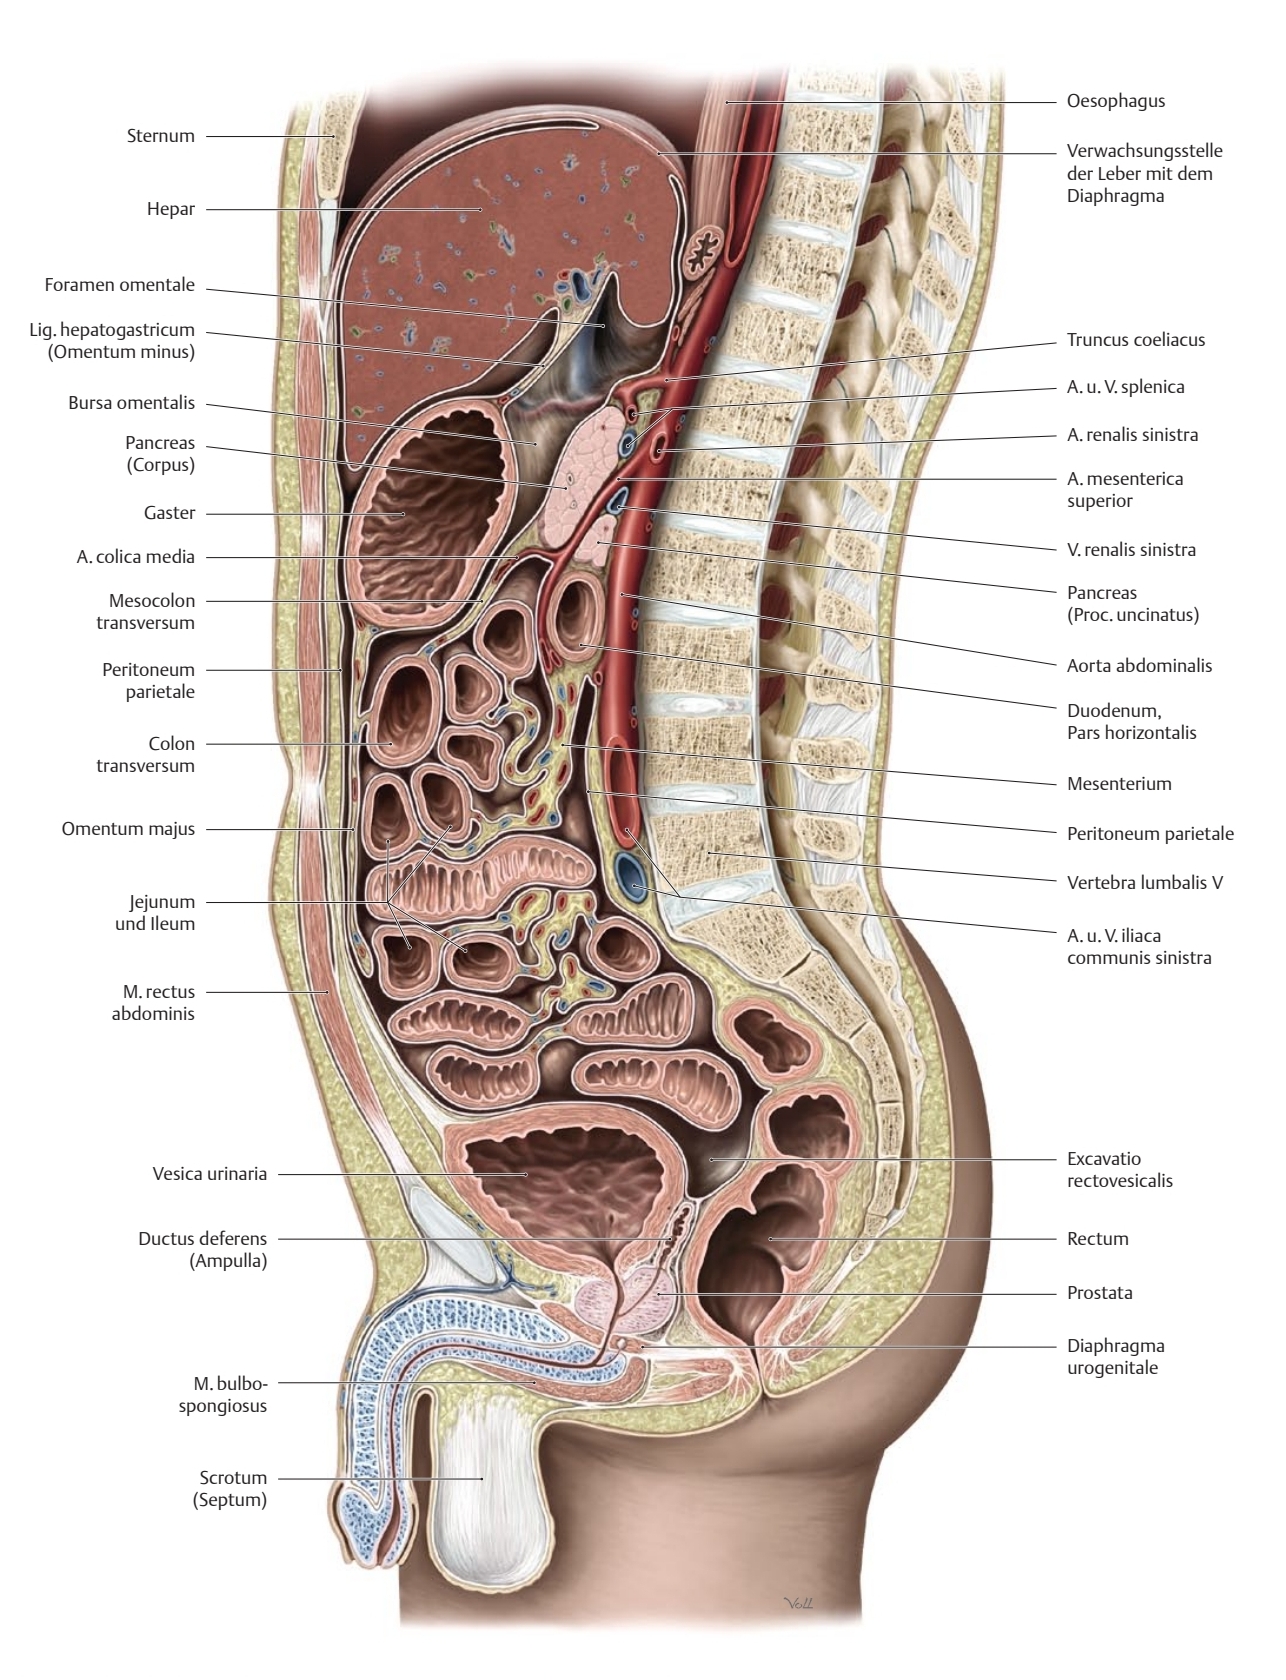 Sternum
Hepar
Foramen omentale
Lig. hepatogastricum
(Omentum minus)
Bursa omentalis
Pancreas
(Corpus)
Gaster
A. colica media
Mesocolon
transversum
Peritoneum
parietale
Colon
transversum
Omentum majus
Jejunum
und Ileum
M. rectus
abdominis
Vesica urinaria
Ductus deferens
(Ampulla)
M. bulbo-
spongiosus
Scrotum
(Septum)
Oesophagus
Verwachsungsstelle
der Leber mit dem
Diaphragma
Truncus coeliacus
A. u. V. splenica
A. renalis sinistra
A. mesenterica
superior
V. renalis sinistra
Pancreas
(Proc. uncinatus)
Aorta abdominalis
Duodenum,
Pars horizontalis
Mesenterium
Peritoneum parietale
Vertebra lumbalis V
A. u. V. iliaca
communis sinistra
Excavatio
rectovesicalis
Rectum
Prostata
Diaphragma
urogenitale
Voll